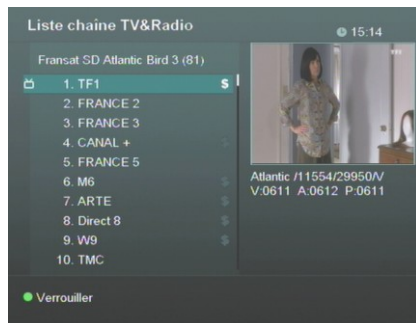 Liste chaine TV&Radio
15:14
Fransat SD Atlantic Bird 3 (81)
1. TF1 $
2. FRANCE 2
3. FRANCE 3
4. CANAL + $
5. FRANCE 5
6. M6 $
7. ARTE $
8. Direct 8 $
9. W9 $
10. TMC
Atlantic /11554/29950/V
V:0611 A:0612 P:0611
Verrouiller